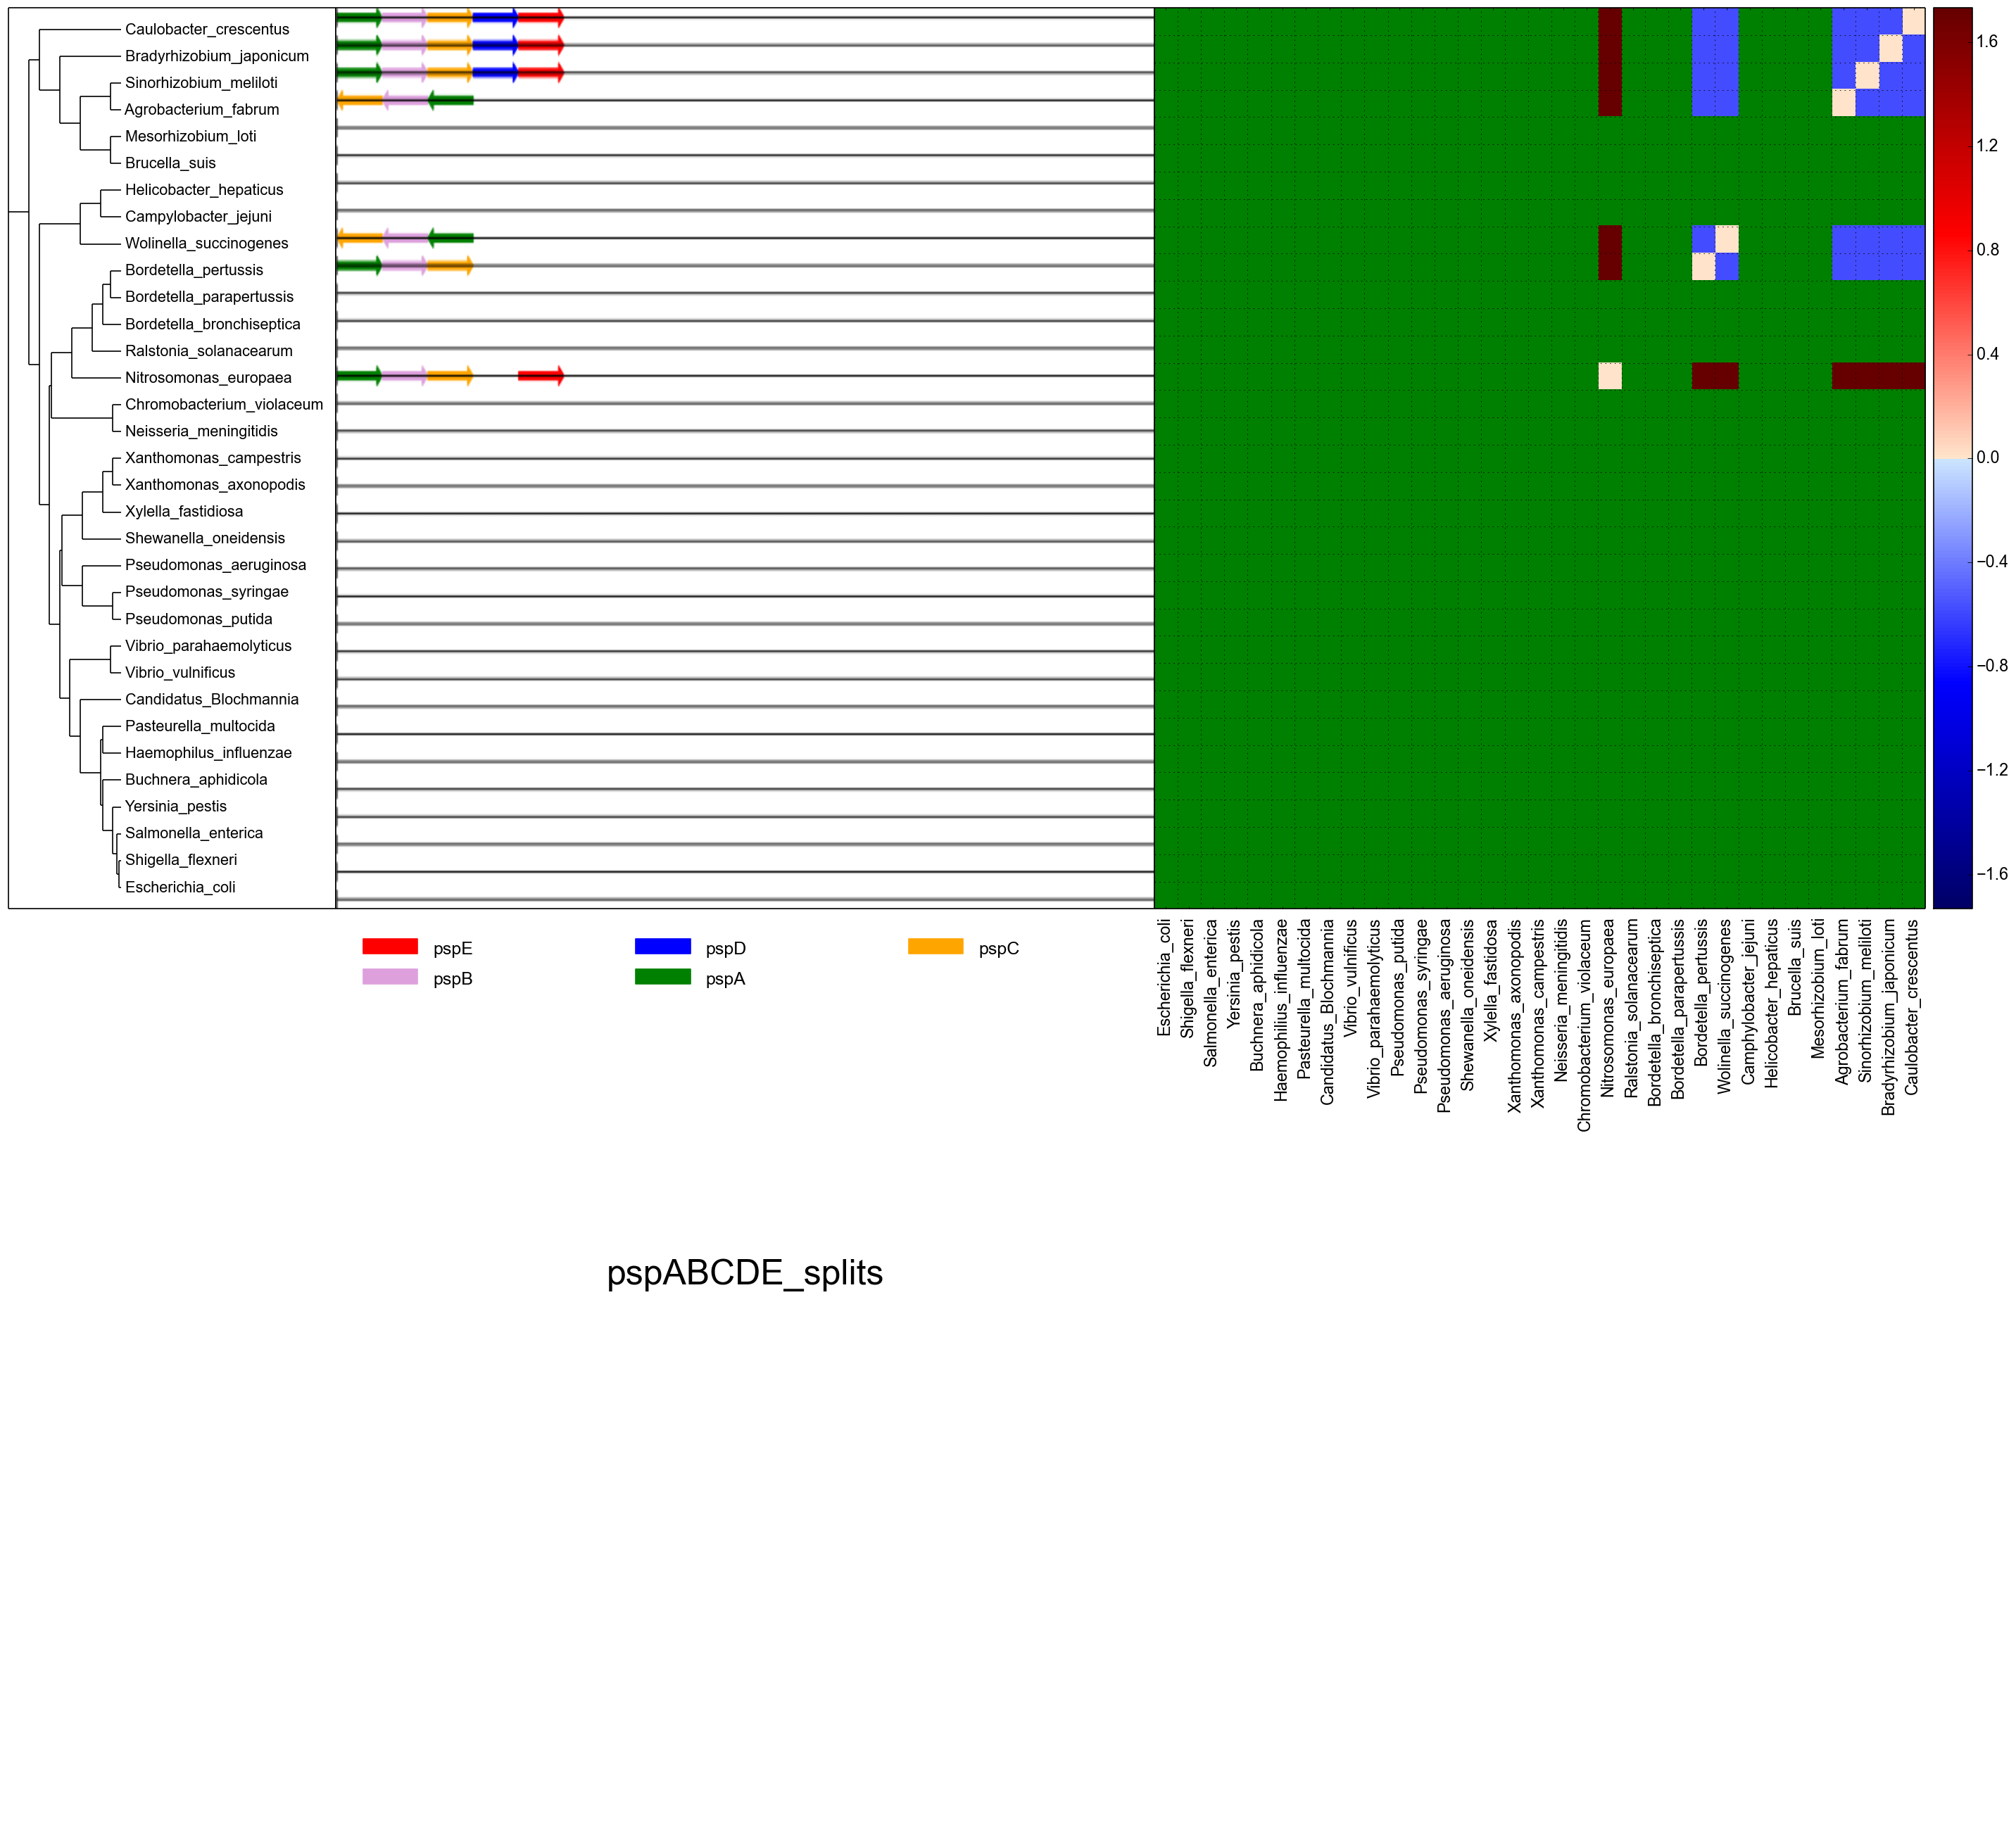 Caulobacter_crescentus
Bradyrhizobium_japonicum
Sinorhizobium_meliloti
Agrobacterium_fabrum
Mesorhizobium_loti
Brucella_suis
Helicobacter_hepaticus
Campylobacter_jejuni
Wolinella_succinogenes
Bordetella_pertussis
Bordetella_parapertussis
Bordetella_bronchiseptica
Ralstonia_solanacearum
Nitrosomonas_europaea
Chromobacterium_violaceum
Neisseria_meningitidis
Xanthomonas_campestris
Xanthomonas_axonopodis
Xylella_fastidiosa
Shewanella_oneidensis
Pseudomonas_aeruginosa
Pseudomonas_syringae
Pseudomonas_putida
Vibrio_parahaemolyticus
Vibrio_vulnificus
Candidatus_Blochmannia
Pasteurella_multocida
Haemophilus_influenzae
Buchnera_aphidicola
Yersinia_pestis
Salmonella_enterica
Shigella_flexneri
Escherichia_coli
1.6
1.2
0.8
0.4
0.0
−0.4
−0.8
−1.2
−1.6
pspE
pspD
pspC
pspB
pspA
Escherichia_coli
Shigella_flexneri
Salmonella_enterica
Yersinia_pestis
Buchnera_aphidicola
Haemophilus_influenzae
Pasteurella_multocida
Candidatus_Blochmannia
Vibrio_vulnificus
Vibrio_parahaemolyticus
Pseudomonas_putida
Pseudomonas_syringae
Pseudomonas_aeruginosa
Shewanella_oneidensis
Xylella_fastidiosa
Xanthomonas_axonopodis
Xanthomonas_campestris
Neisseria_meningitidis
Chromobacterium_violaceum
Nitrosomonas_europaea
Ralstonia_solanacearum
Bordetella_bronchiseptica
Bordetella_parapertussis
Bordetella_pertussis
Wolinella_succinogenes
Camphylobacter_jejuni
Helicobacter_hepaticus
Brucella_suis
Mesorhizobium_loti
Agrobacterium_fabrum
Sinorhizobium_meliloti
Bradyrhizobium_japonicum
Caulobacter_crescentus
pspABCDE_splits